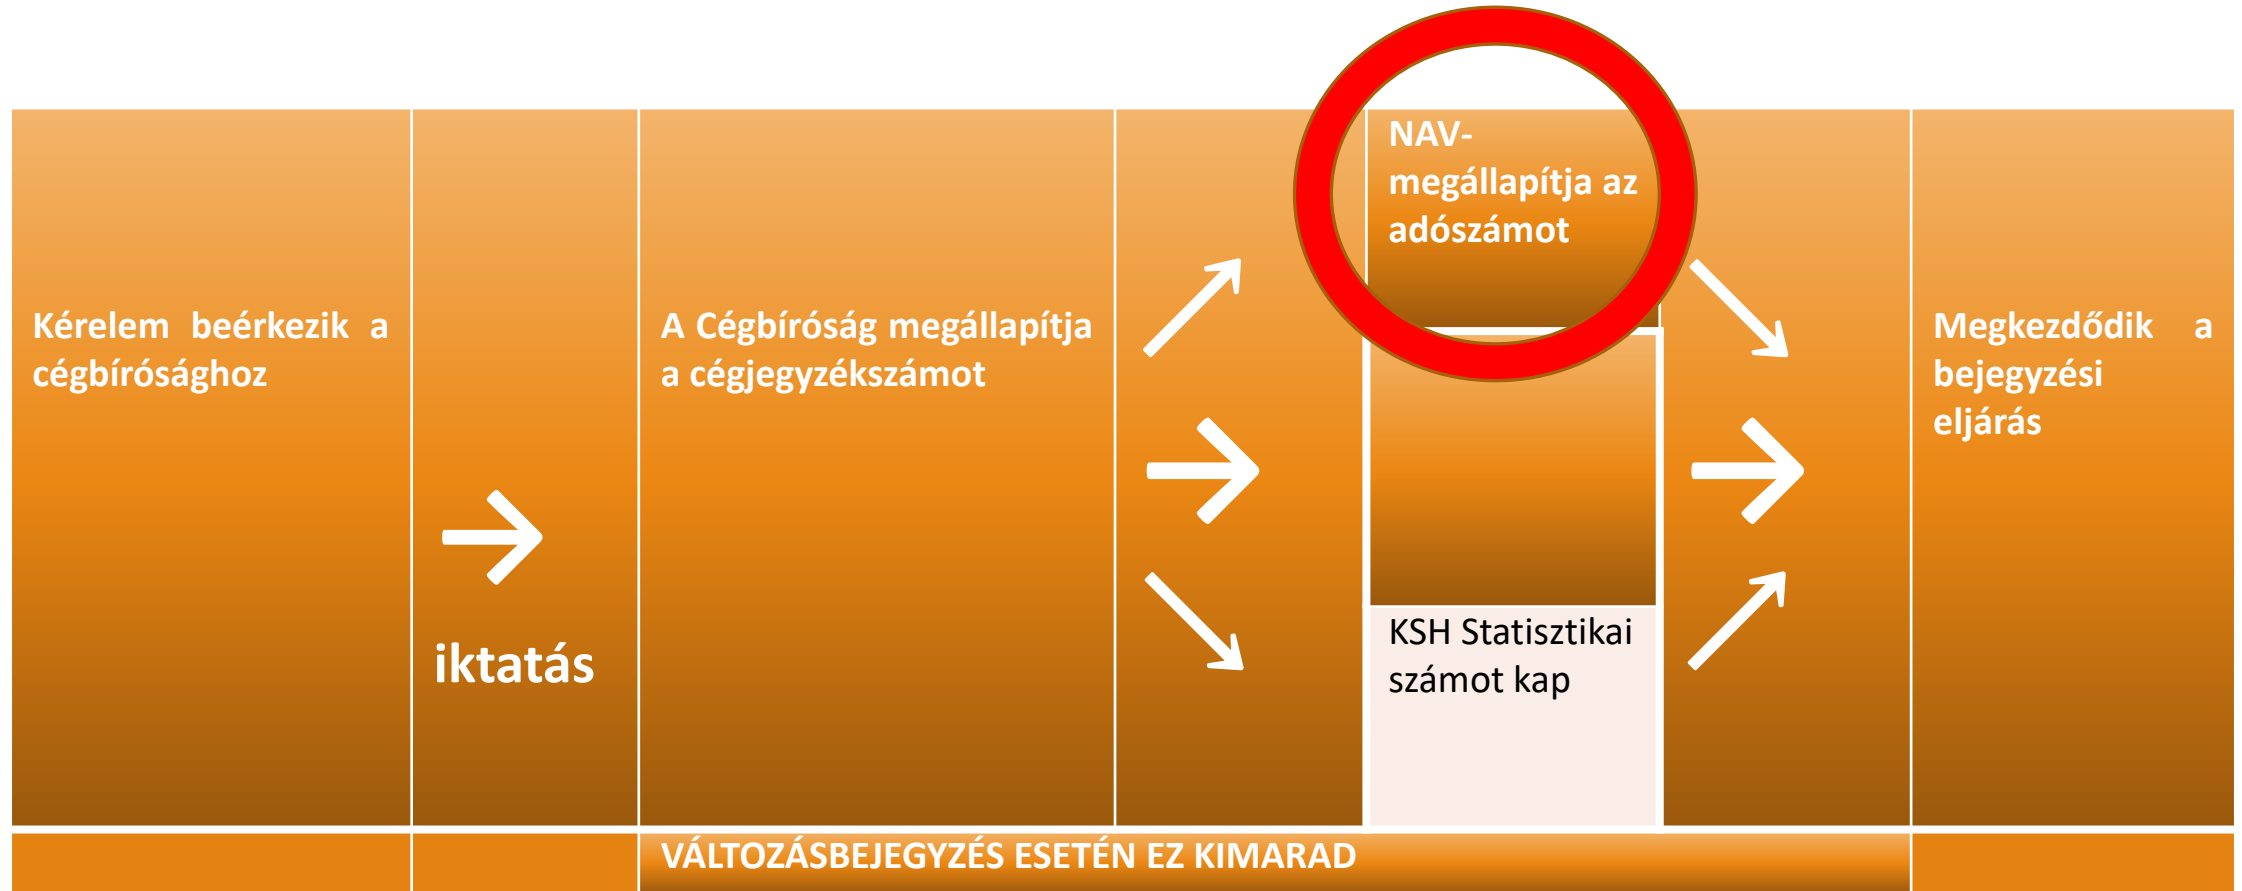 Kérelem beérkezik a
cégbírósághoz
iktatás
A Cégbíróság megállapítja
a cégjegyzékszámot
NAV-
megállapítja az
adószámot
KSH Statisztikai
számot kap
Megkezdődik a
bejegyzési
eljárás
VÁLTOZÁSBEJEGYZÉS ESETÉN EZ KIMARAD